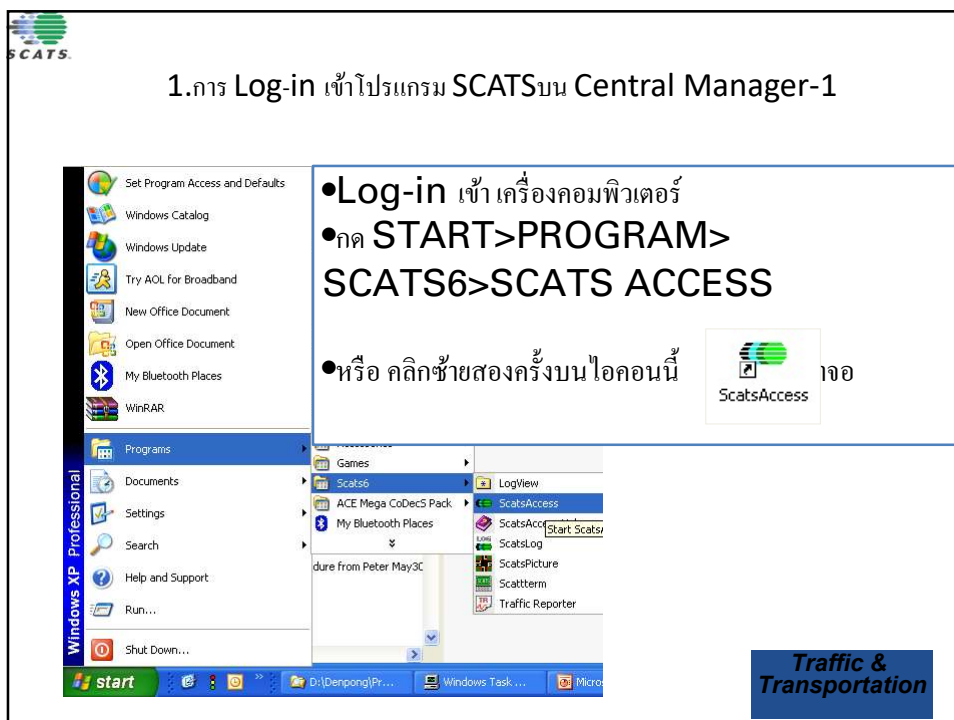 SCATS.
1.การ Log-in เข้าโปรแกรม SCATSบน Central Manager-1
Set Program Access and Defaults
Windows Catalog
Windows Update
Try AOL for Broadband
New Office Document
Open Office Document
My Bluetooth Places
WinRAR
Programs
Documents
Settings
Search
Help and Support
Run...
Shut Down...
Windows XP Professional
•Log-in เข้า เครื่องคอมพิวเตอร์
•กด START>PROGRAM>
SCATS6>SCATS ACCESS
•หรือ คลิกซ้ายสองครั้งบนไอคอนนี้
ScatsAccess
าจอ
Games
Scats6
ACE Mega CoDecS Pack
My Bluetooth Places
LogView
ScatsAccess
Start Scats
ScatsLog
ScatsPicture
Scattterm
Traffic Reporter
dure from Peter May30
start
D:\Denpong\Pr...
Windows Task ...
Micros
Traffic &
Transportation